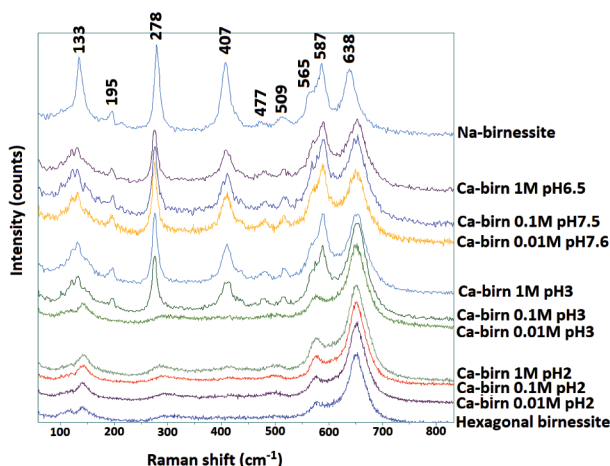 133
195
278
407
477
509
565
587
638
Na-birnessite
Ca-birn 1M pH6.5
Ca-birn 0.1M pH7.5
Ca-birn 0.01M pH7.6
Ca-birn 1M pH3
Ca-birn 0.1M pH3
Ca-birn 0.01M pH3
Ca-birn 1M pH2
Ca-birn 0.1M pH2
Ca-birn 0.01M pH2
Hexagonal birnessite
Intensity (counts)
100 200 300 400 500 600 700 800
Raman shift (cm⁻¹)